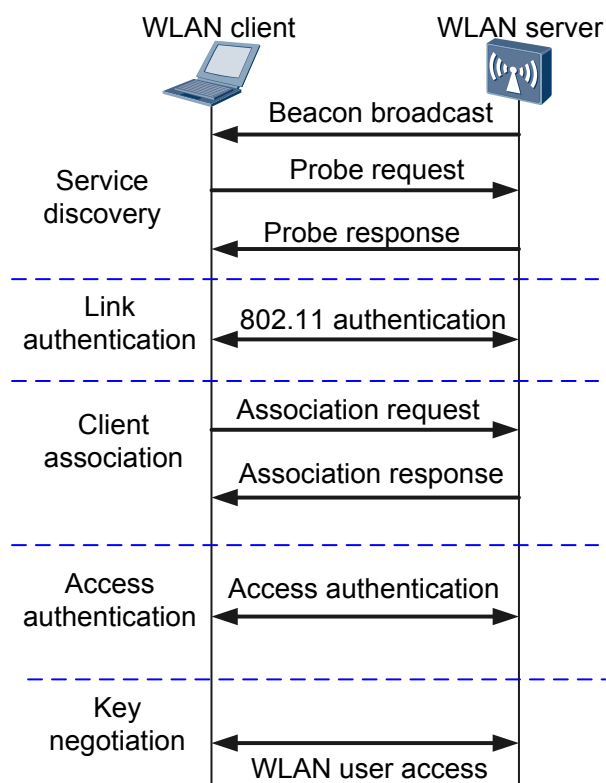 WLAN client
WLAN server
Beacon broadcast
Service
discovery
Probe request
Probe response
Link
authentication
802.11 authentication
Client
association
Association request
Association response
Access
authentication
Access authentication
Key
negotiation
WLAN user access